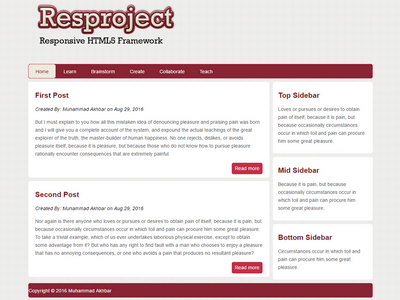 Resproject
Responsive HTML5 Framework
Home Learn Brainstorm Create Collaborate Teach
First Post
Created By: Muhammad Akhbar on Aug 29, 2016
But I must explain to you how all this mistaken idea of denouncing pleasure and praising pain was born
and I will give you a complete account of the system, and expound the actual teachings of the great
explorer of the truth, the master-builder of human happiness. No one rejects, dislikes, or avoids
pleasure itself, because it is pleasure, but because those who do not know how to pursue pleasure
rationally encounter consequences that are extremely painful.
Read more
Second Post
Created By: Muhammad Akhbar on Aug 29, 2016
Nor again is there anyone who loves or pursues or desires to obtain pain of itself, because it is pain, but
because occasionally circumstances occur in which toil and pain can procure him some great pleasure.
To take a trivial example, which of us ever undertakes laborious physical exercise, except to obtain
some advantage from it? But who has any right to find fault with a man who chooses to enjoy a pleasure
that has no annoying consequences, or one who avoids a pain that produces no resultant pleasure?
Read more
Top Sidebar
Loves or pursues or desires to obtain
pain of itself, because it is pain, but
because occasionally circumstances
occur in which toil and pain can procure
him some great pleasure.
Mid Sidebar
Because it is pain, but because
occasionally circumstances occur in
which toil and pain can procure him
some great pleasure.
Bottom Sidebar
Circumstances occur in which toil and
pain can procure him some great
pleasure.
Copyright © 2016 Muhammad Akhbar